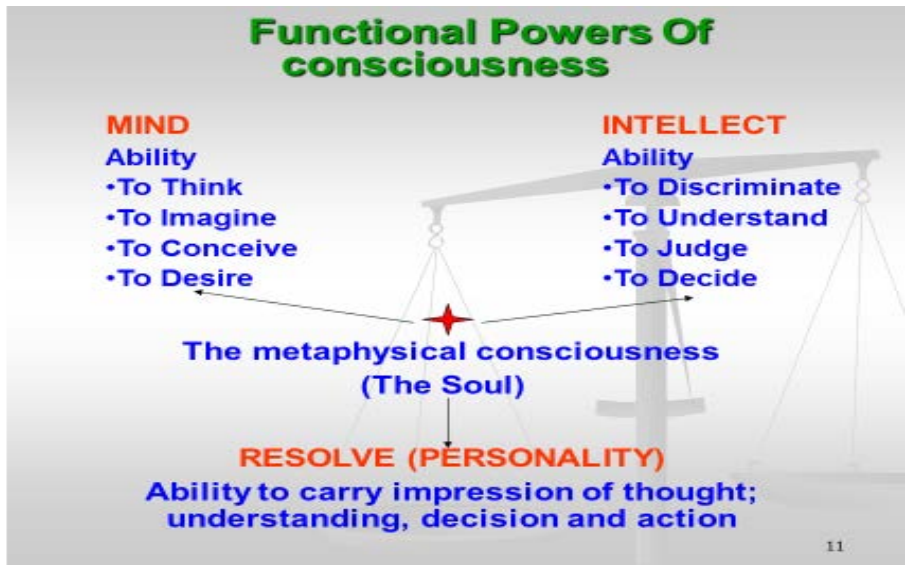 Functional Powers Of
consciousness
MIND
Ability
•To Think
•To Imagine
•To Conceive
•To Desire
INTELLECT
Ability
•To Discriminate
•To Understand
•To Judge
•To Decide
The metaphysical consciousness
(The Soul)
RESOLVE (PERSONALITY)
Ability to carry impression of thought;
understanding, decision and action
11